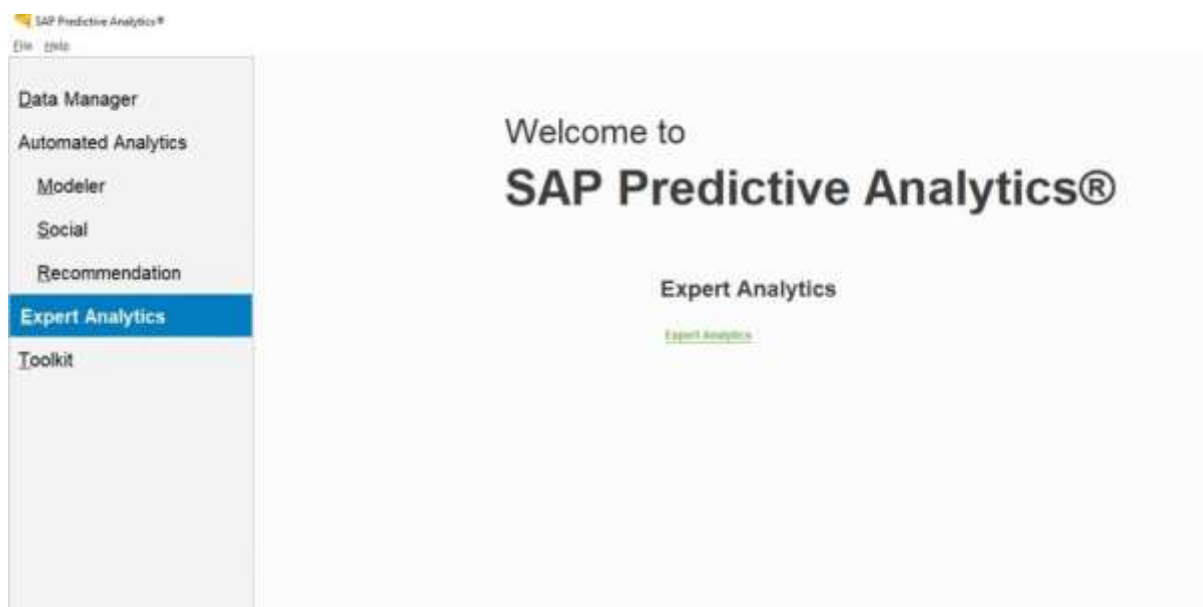 SAP Predictive Analytics®
File Help
Data Manager
Automated Analytics
Modeler
Social
Recommendation
Expert Analytics
Toolkit
Welcome to
SAP Predictive Analytics®
Expert Analytics
Expert Analytics